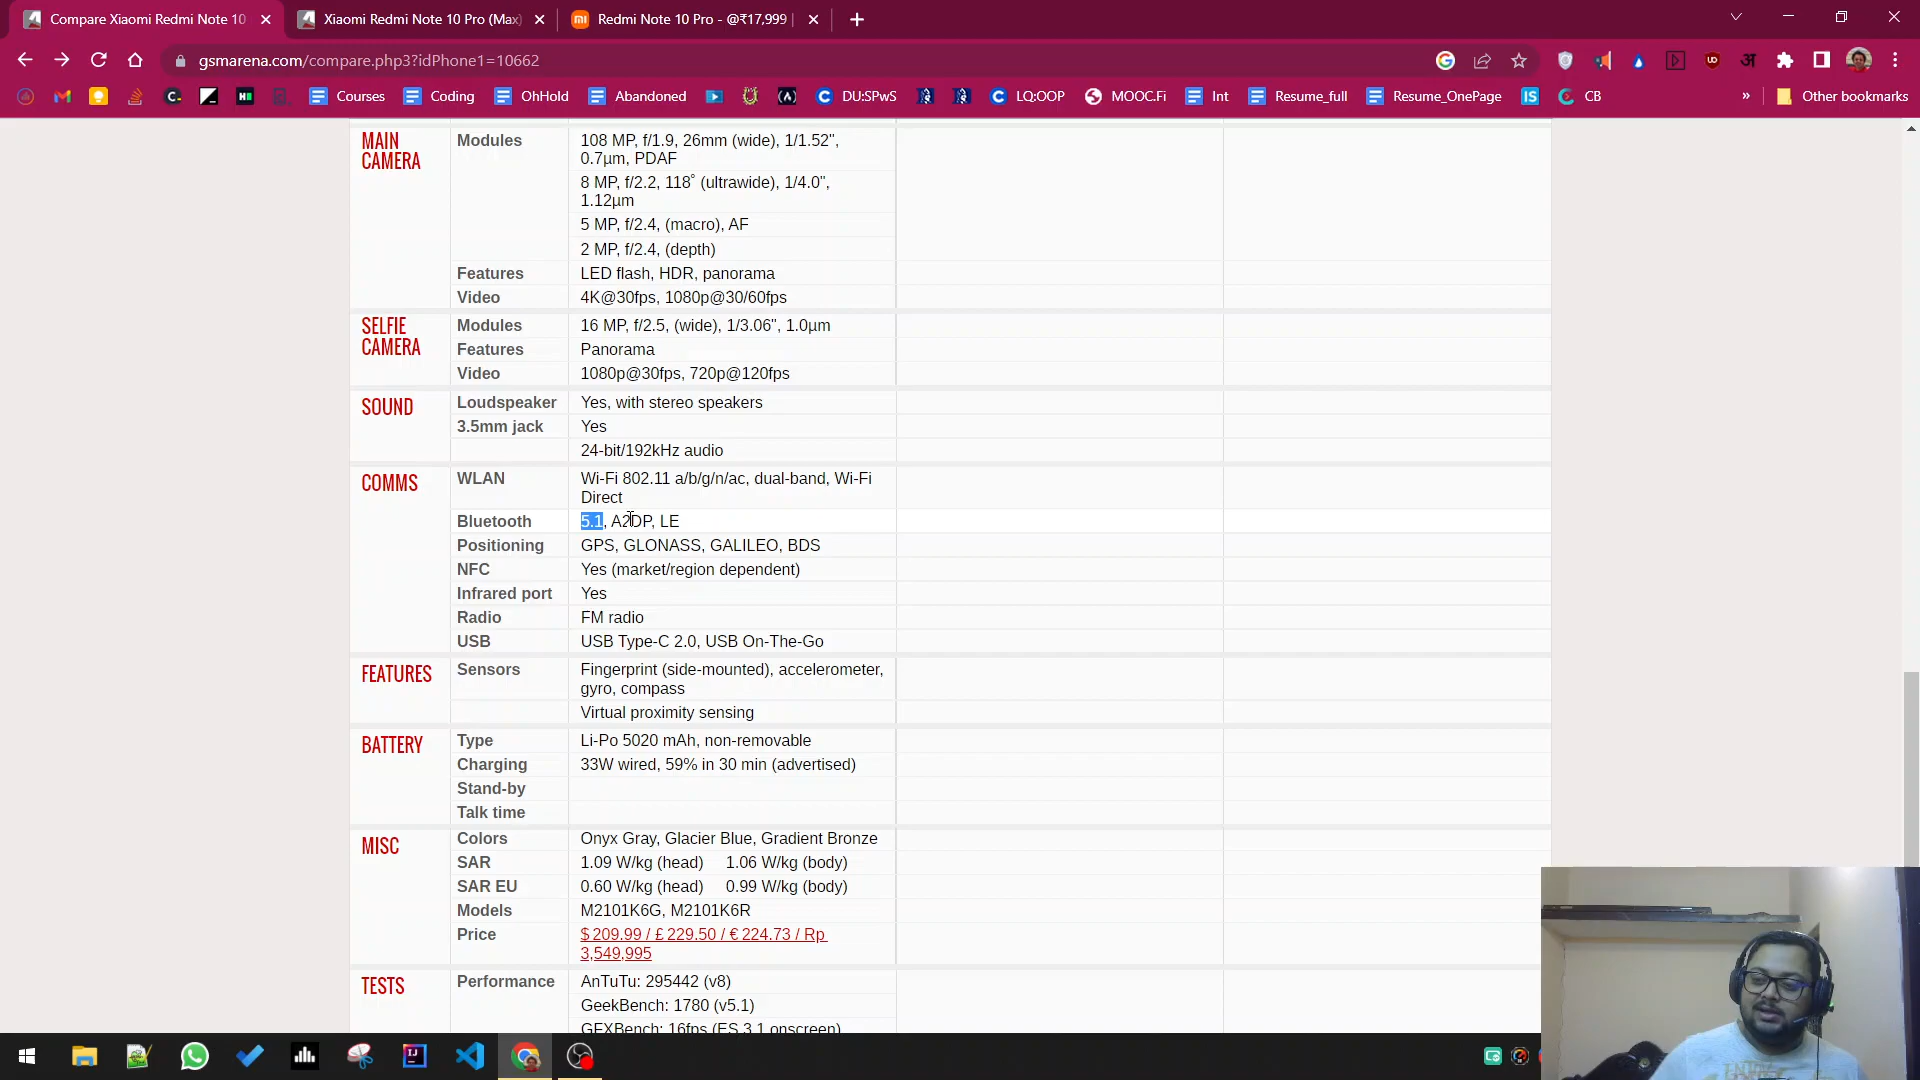 Compare Xiaomi Redmi Note 10
Xiaomi Redmi Note 10 Pro (Max)
Redmi Note 10 Pro - @₹17,999
gsmarena.com/compare.php3?idPhone1=10662
Courses
Coding
OhHold
Abandoned
DU:SPwS
LQ:OOP
MOOC.Fi
Int
Resume_full
Resume_OnePage
CB
»
Other bookmarks
MAIN CAMERA
Modules
108 MP, f/1.9, 26mm (wide), 1/1.52", 0.7µm, PDAF
8 MP, f/2.2, 118˚ (ultrawide), 1/4.0", 1.12µm
5 MP, f/2.4, (macro), AF
2 MP, f/2.4, (depth)
Features
LED flash, HDR, panorama
Video
4K@30fps, 1080p@30/60fps
SELFIE CAMERA
Modules
16 MP, f/2.5, (wide), 1/3.06", 1.0µm
Features
Panorama
Video
1080p@30fps, 720p@120fps
SOUND
Loudspeaker
Yes, with stereo speakers
3.5mm jack
Yes
24-bit/192kHz audio
COMMS
WLAN
Wi-Fi 802.11 a/b/g/n/ac, dual-band, Wi-Fi Direct
Bluetooth
5.1, A2DP, LE
Positioning
GPS, GLONASS, GALILEO, BDS
NFC
Yes (market/region dependent)
Infrared port
Yes
Radio
FM radio
USB
USB Type-C 2.0, USB On-The-Go
FEATURES
Sensors
Fingerprint (side-mounted), accelerometer, gyro, compass
Virtual proximity sensing
BATTERY
Type
Li-Po 5020 mAh, non-removable
Charging
33W wired, 59% in 30 min (advertised)
Stand-by
Talk time
MISC
Colors
Onyx Gray, Glacier Blue, Gradient Bronze
SAR
1.09 W/kg (head)     1.06 W/kg (body)
SAR EU
0.60 W/kg (head)     0.99 W/kg (body)
Models
M2101K6G, M2101K6R
Price
$ 209.99 / £ 229.50 / € 224.73 / Rp 3,549,995
TESTS
Performance
AnTuTu: 295442 (v8)
GeekBench: 1780 (v5.1)
GFXBench: 16fps (ES 3.1 onscreen)